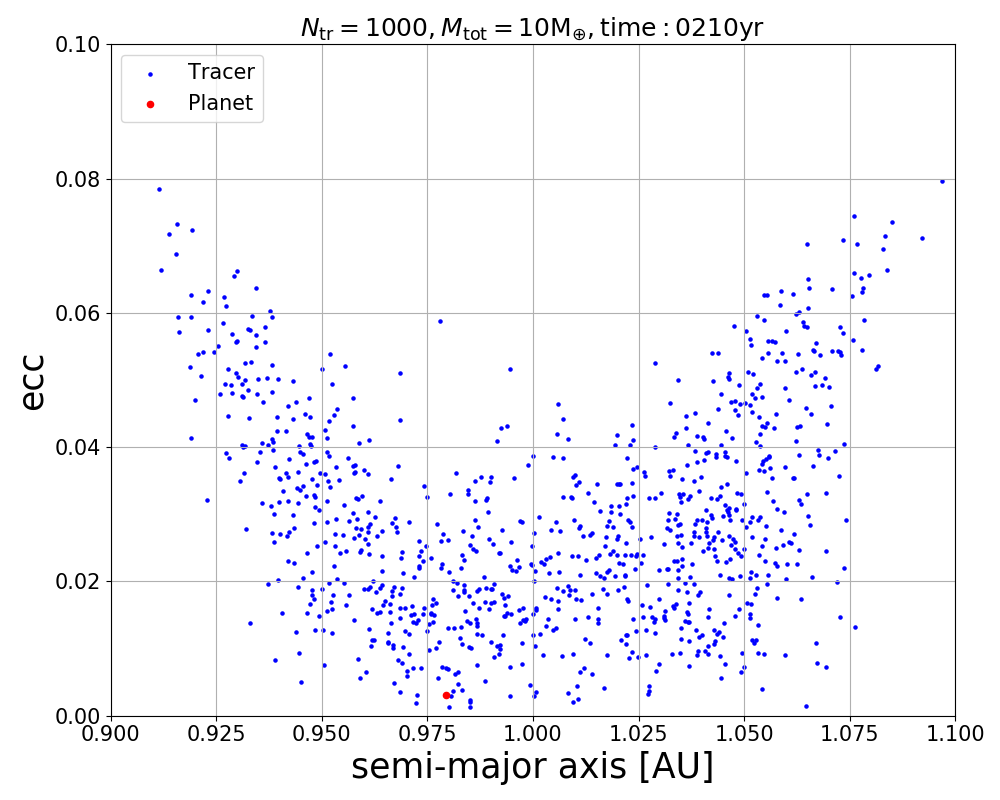 N_tr = 1000, M_tot = 10M_⊕, time : 0210yr
Tracer
Planet
0.10
0.08
0.06
0.04
0.02
0.00
ecc
0.900 0.925 0.950 0.975 1.000 1.025 1.050 1.075 1.100
semi-major axis [AU]